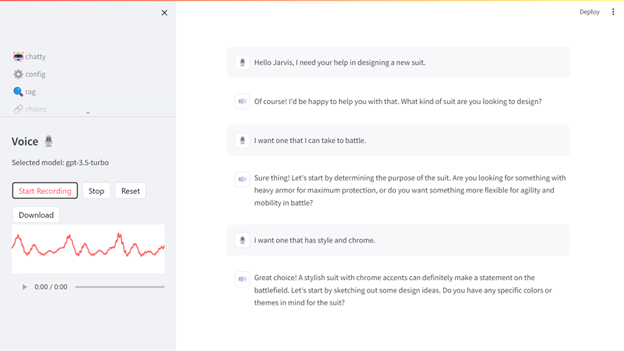 Deploy
chatty
config
rag
chains
Voice
Selected model: gpt-3.5-turbo
Start Recording
Stop
Reset
Download
0:00 / 0:00
Hello Jarvis, I need your help in designing a new suit.
Of course! I'd be happy to help you with that. What kind of suit are you looking to design?
I want one that I can take to battle.
Sure thing! Let's start by determining the purpose of the suit. Are you looking for something with
heavy armor for maximum protection, or do you want something more flexible for agility and
mobility in battle?
I want one that has style and chrome.
Great choice! A stylish suit with chrome accents can definitely make a statement on the
battlefield. Let's start by sketching out some design ideas. Do you have any specific colors or
themes in mind for the suit?